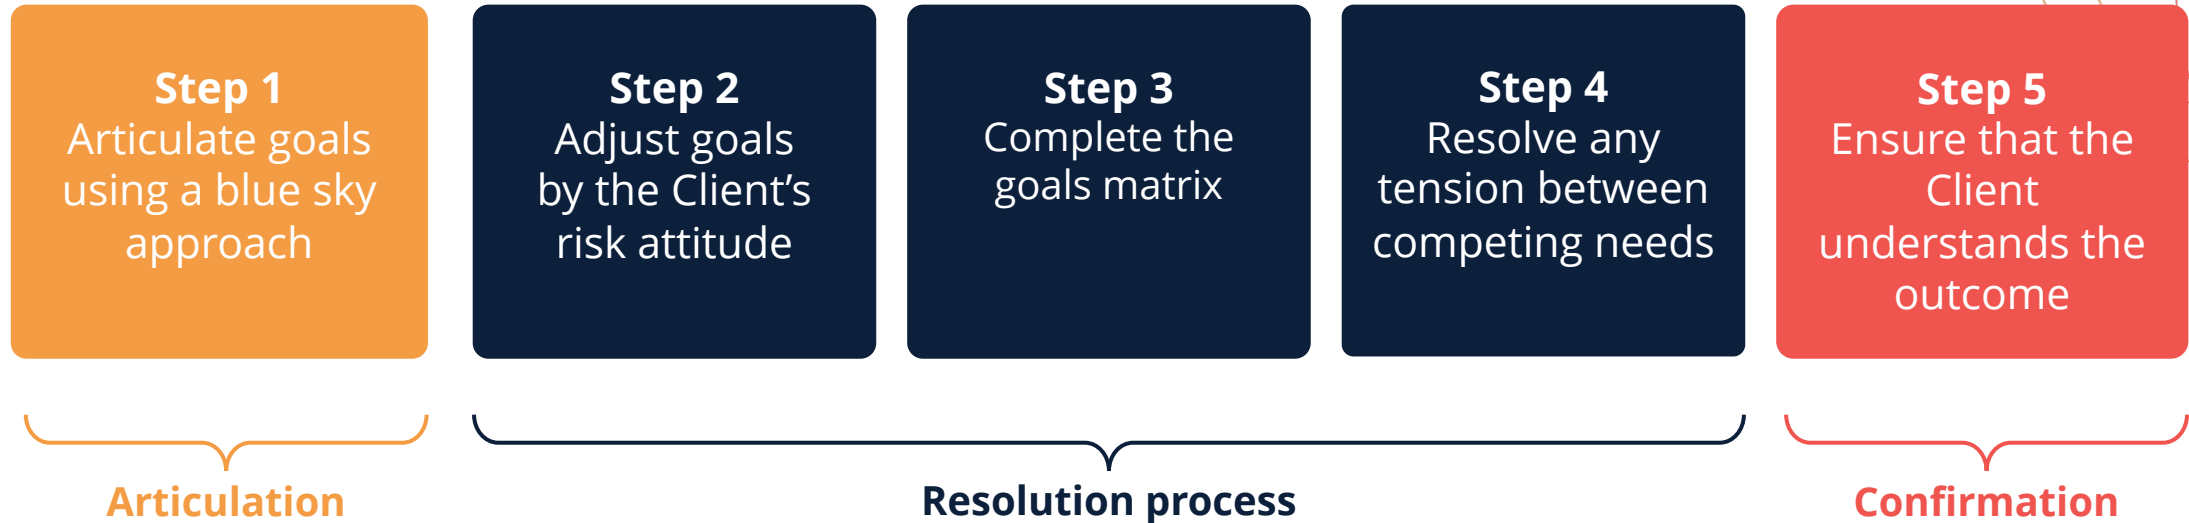 Step 1
Articulate goals
using a blue sky
approach
Step 2
Adjust goals
by the Client’s
risk attitude
Step 3
Complete the
goals matrix
Step 4
Resolve any
tension between
competing needs
Step 5
Ensure that the
Client
understands the
outcome
Articulation
Resolution process
Confirmation